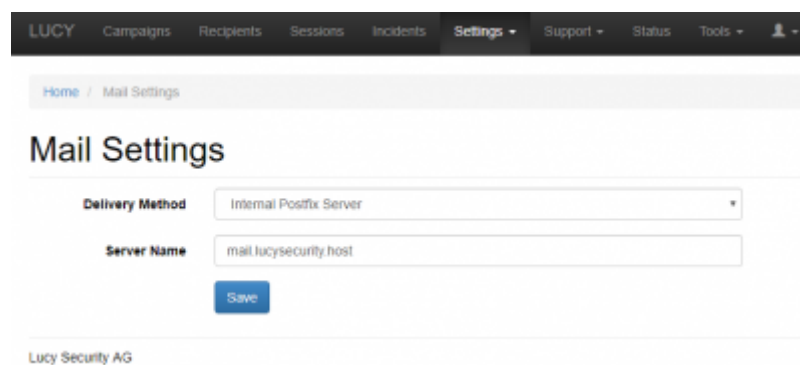 LUCY Campaigns Recipients Sessions Incidents Settings Support Status Tools
Home / Mail Settings
Mail Settings
Delivery Method Internal Postfix Server
Server Name mail.lucysecurity.host
Save
Lucy Security AG